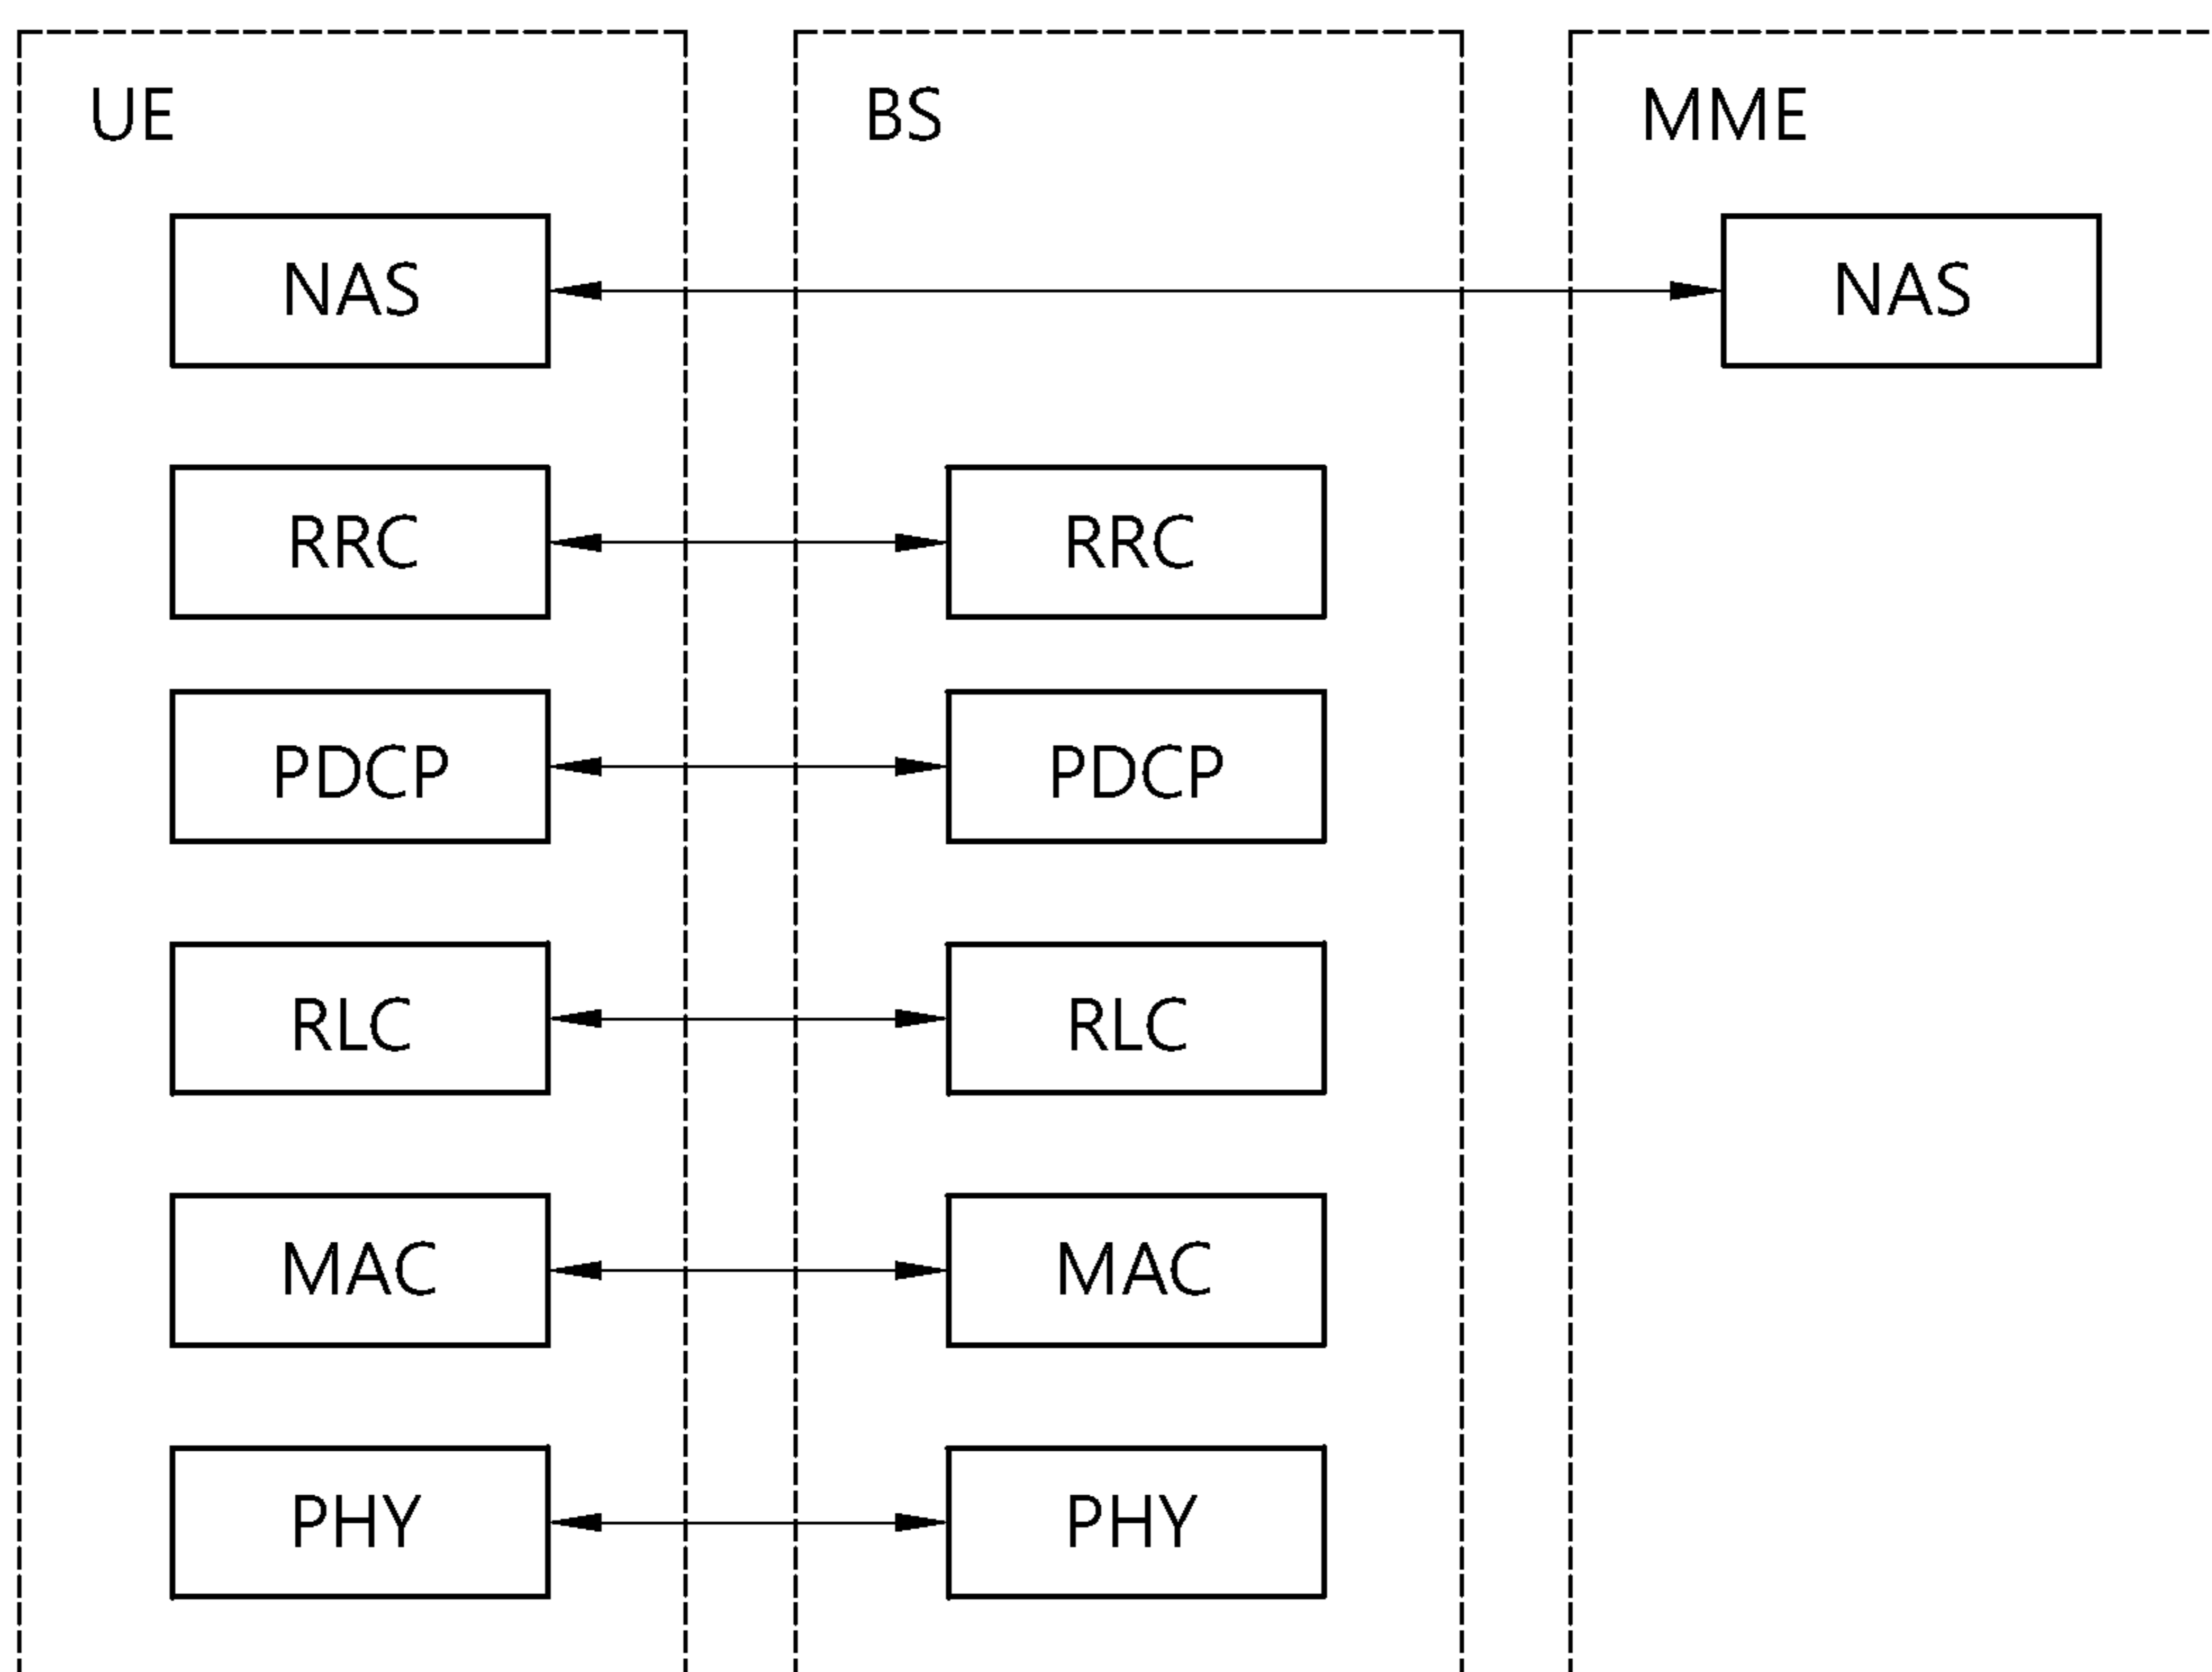 UE
BS
MME
NAS
NAS
RRC
RRC
PDCP
PDCP
RLC
RLC
MAC
MAC
PHY
PHY